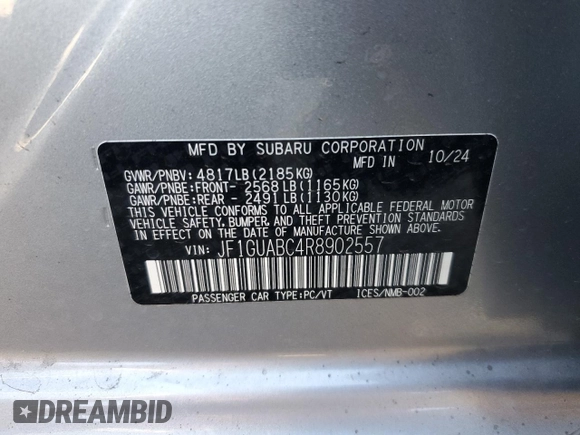 MFD BY SUBARU CORPORATION
MFD IN 10/24
GVWR/PNBV: 4817LB(2185KG)
GAWR/PNBE:FRONT- 2568LB(1165KG)
GAWR/PNBE:REAR - 2491LB(1130KG)
THIS VEHICLE CONFORMS TO ALL APPLICABLE FEDERAL MOTOR
VEHICLE SAFETY, BUMPER, AND THEFT PREVENTION STANDARDS
IN EFFECT ON THE DATE OF MANUFACTURE SHOWN ABOVE.
VIN: JF1GUABC4R8902557
PASSENGER CAR TYPE:PC/VT ICES/NMB-002
DREAMBID